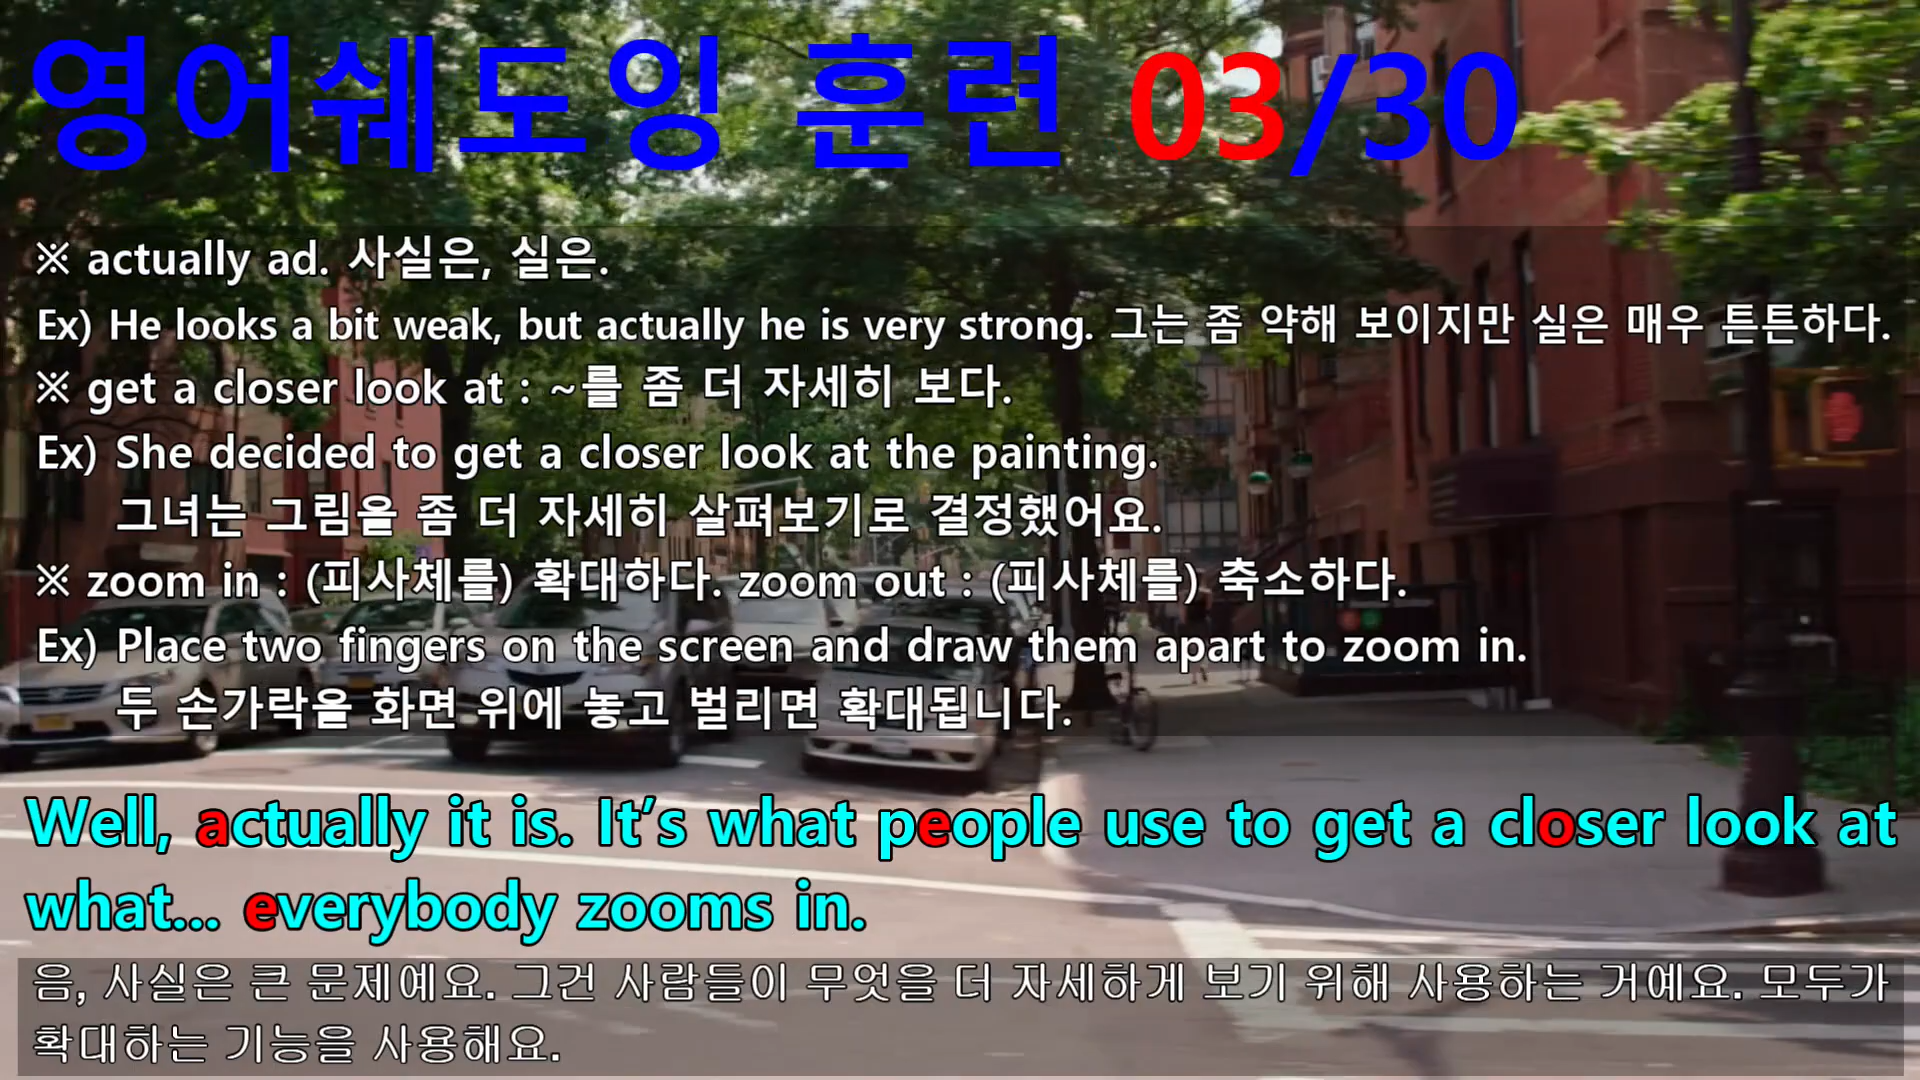 영어쉐도잉 훈련 03/30
※ actually ad. 사실은, 실은.
Ex) He looks a bit weak, but actually he is very strong. 그는 좀 약해 보이지만 실은 매우 튼튼하다.
※ get a closer look at : ~를 좀 더 자세히 보다.
Ex) She decided to get a closer look at the painting.
그녀는 그림을 좀 더 자세히 살펴보기로 결정했어요.
※ zoom in : (피사체를) 확대하다. zoom out : (피사체를) 축소하다.
Ex) Place two fingers on the screen and draw them apart to zoom in.
두 손가락을 화면 위에 놓고 벌리면 확대됩니다.
Well, actually it is. It’s what people use to get a closer look at
what... everybody zooms in.
음, 사실은 큰 문제예요. 그건 사람들이 무엇을 더 자세하게 보기 위해 사용하는 거예요. 모두가
확대하는 기능을 사용해요.